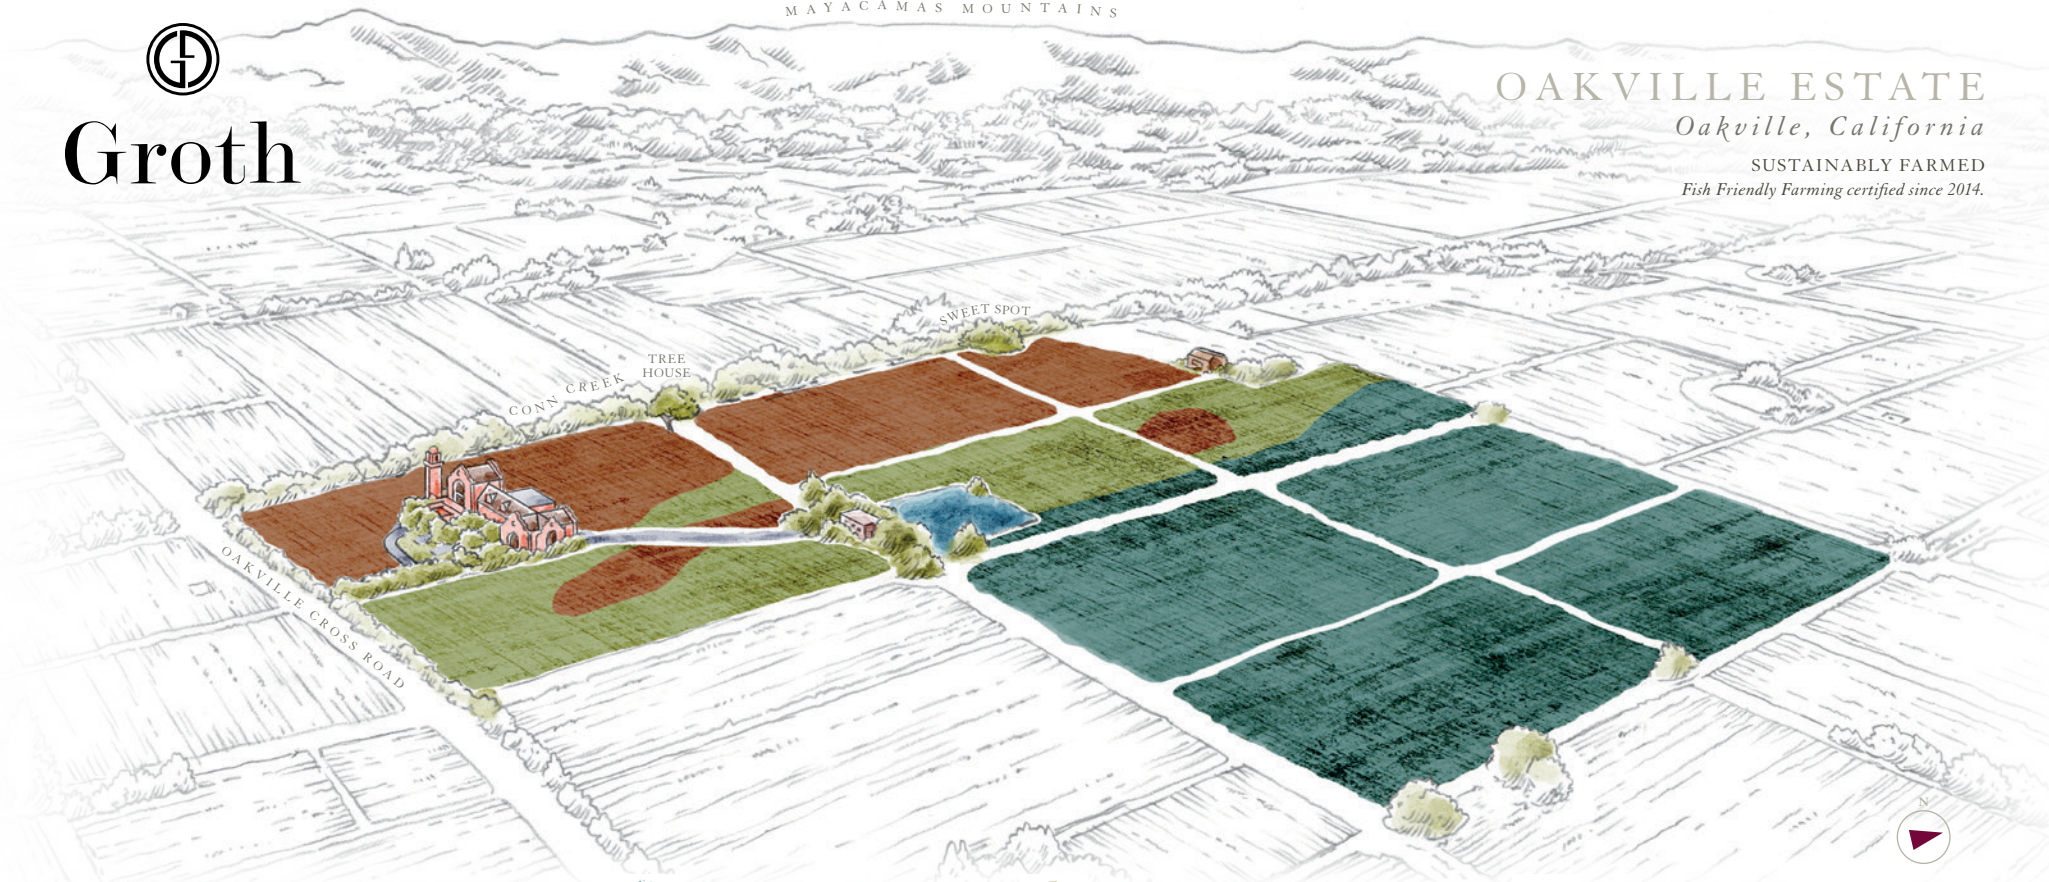 MAYACAMAS MOUNTAINS
Groth
OAKVILLE ESTATE
Oakville, California
SUSTAINABLY FARMED
Fish Friendly Farming certified since 2014.
SWEET SPOT
TREE
HOUSE
CONN CREEK
OAKVILLE CROSS ROAD
N